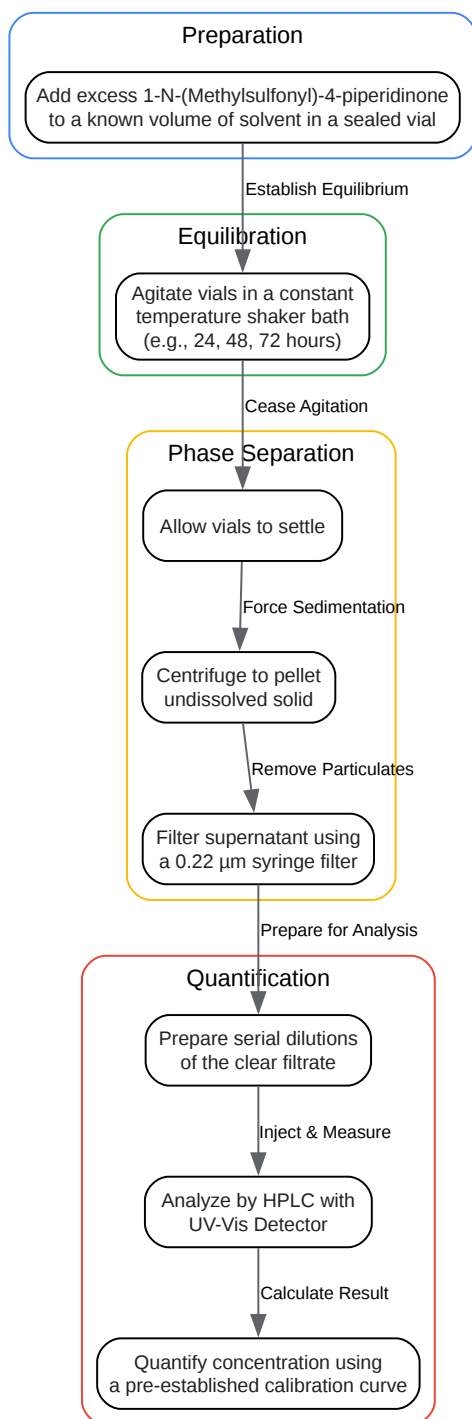 Preparation
Add excess 1-N-(Methylsulfonyl)-4-piperidinone
to a known volume of solvent in a sealed vial
Establish Equilibrium
Equilibration
Agitate vials in a constant
temperature shaker bath
(e.g., 24, 48, 72 hours)
Cease Agitation
Phase Separation
Allow vials to settle
Force Sedimentation
Centrifuge to pellet
undissolved solid
Remove Particulates
Filter supernatant using
a 0.22 µm syringe filter
Prepare for Analysis
Quantification
Prepare serial dilutions
of the clear filtrate
Inject & Measure
Analyze by HPLC with
UV-Vis Detector
Calculate Result
Quantify concentration using
a pre-established calibration curve